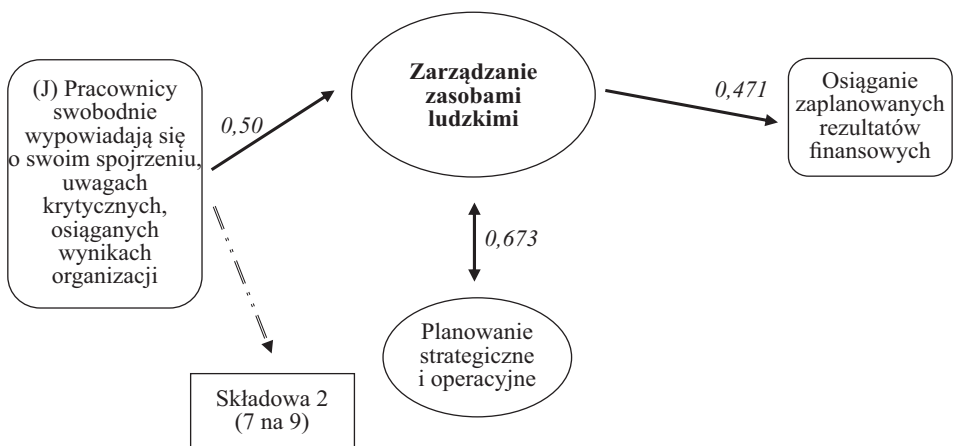 (J) Pracownicy
swobodnie
wypowiadają się
o swoim spojrzeniu,
uwagach
krytycznych,
osiąganych
wynikach
organizacji
0,50
Zarządzanie
zasobami
ludzkimi
0,471
Osiąganie
zaplanowanych
rezultatów
finansowych
0,673
Planowanie
strategiczne
i operacyjne
Składowa 2
(7 na 9)